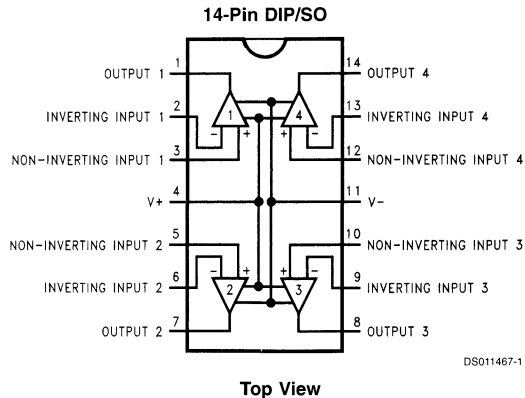 14-Pin DIP/SO
OUTPUT 1 1 14 OUTPUT 4
INVERTING INPUT 1 2 1 4 13 INVERTING INPUT 4
- + + -
NON-INVERTING INPUT 1 3 12 NON-INVERTING INPUT 4
V+ 4 11 V-
NON-INVERTING INPUT 2 5 10 NON-INVERTING INPUT 3
- + + -
INVERTING INPUT 2 6 2 3 9 INVERTING INPUT 3
OUTPUT 2 7 8 OUTPUT 3
DS011467-1
Top View